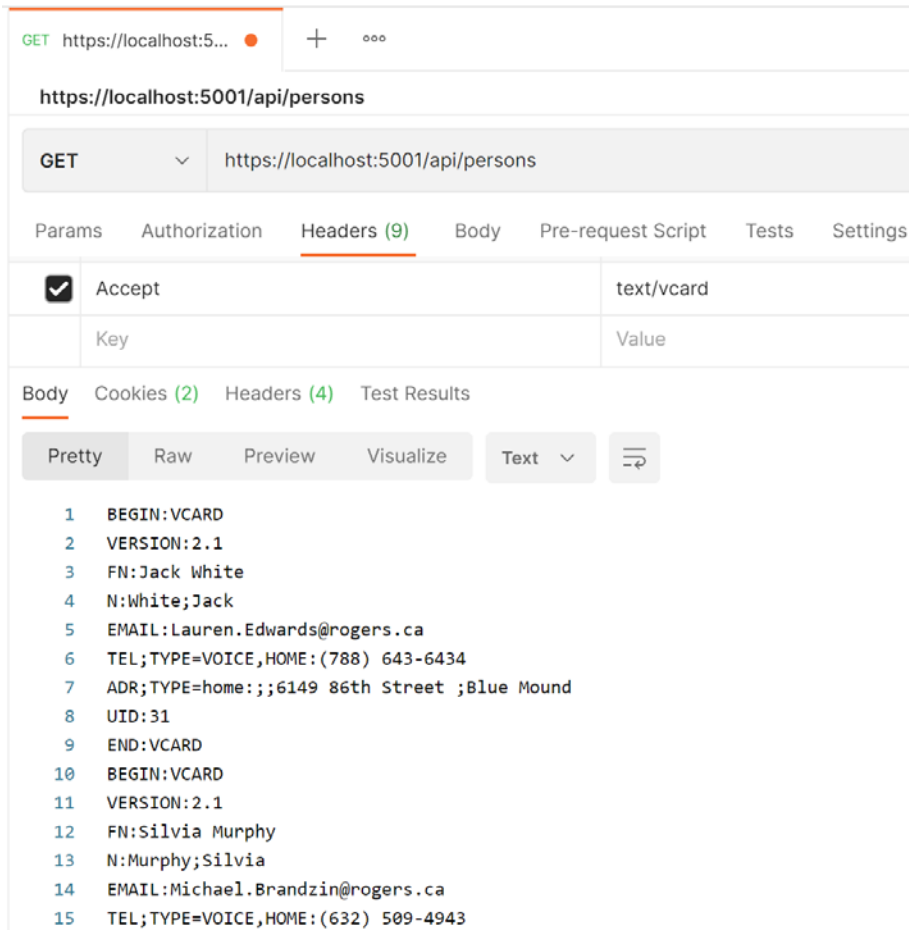 GET https://localhost:5... + ooo
https://localhost:5001/api/persons
GET https://localhost:5001/api/persons
Params Authorization Headers (9) Body Pre-request Script Tests Settings
Accept text/vcard
Key Value
Body Cookies (2) Headers (4) Test Results
Pretty Raw Preview Visualize Text
1 BEGIN:VCARD
2 VERSION:2.1
3 FN:Jack White
4 N:White;Jack
5 EMAIL:Lauren.Edwards@rogers.ca
6 TEL;TYPE=VOICE,HOME:(788) 643-6434
7 ADR;TYPE=home:;;6149 86th Street ;Blue Mound
8 UID:31
9 END:VCARD
10 BEGIN:VCARD
11 VERSION:2.1
12 FN:Silvia Murphy
13 N:Murphy;Silvia
14 EMAIL:Michael.Brandzin@rogers.ca
15 TEL;TYPE=VOICE,HOME:(632) 509-4943